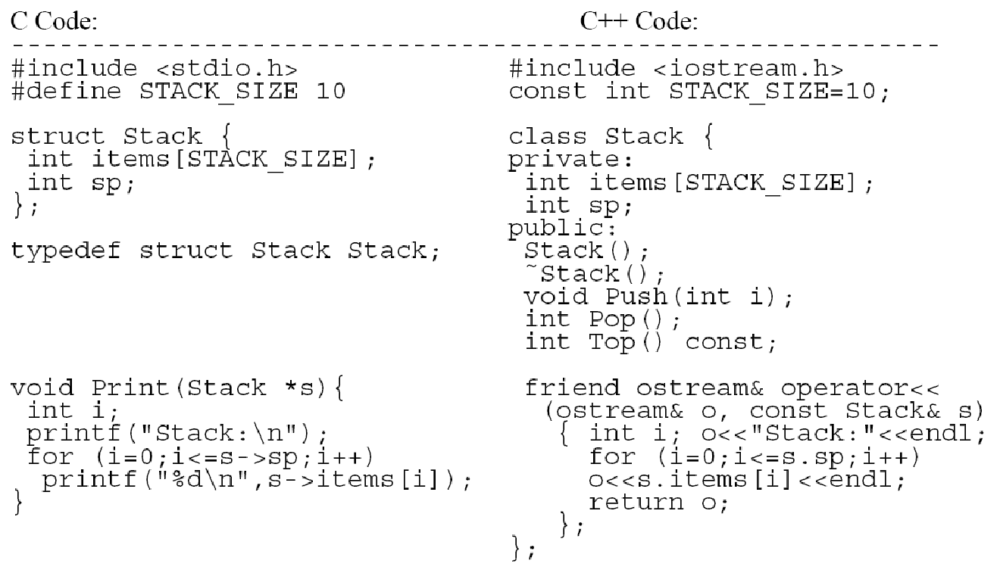 C Code:
#include <stdio.h>
#define STACK_SIZE 10
struct Stack {
int items[STACK_SIZE];
int sp;
};
typedef struct Stack Stack;
void Print(Stack *s){
int i;
printf("Stack:\n");
for (i=0;i<=s->sp;i++)
printf("%d\n",s->items[i]);
}
C++ Code:
#include <iostream.h>
const int STACK_SIZE=10;
class Stack {
private:
int items[STACK_SIZE];
int sp;
public:
Stack();
~Stack();
void Push(int i);
int Pop();
int Top() const;
friend ostream& operator<<
(ostream& o, const Stack& s)
{ int i; o<<"Stack:"<<endl;
for (i=0;i<=s.sp;i++)
o<<s.items[i]<<endl;
return o;
};
};